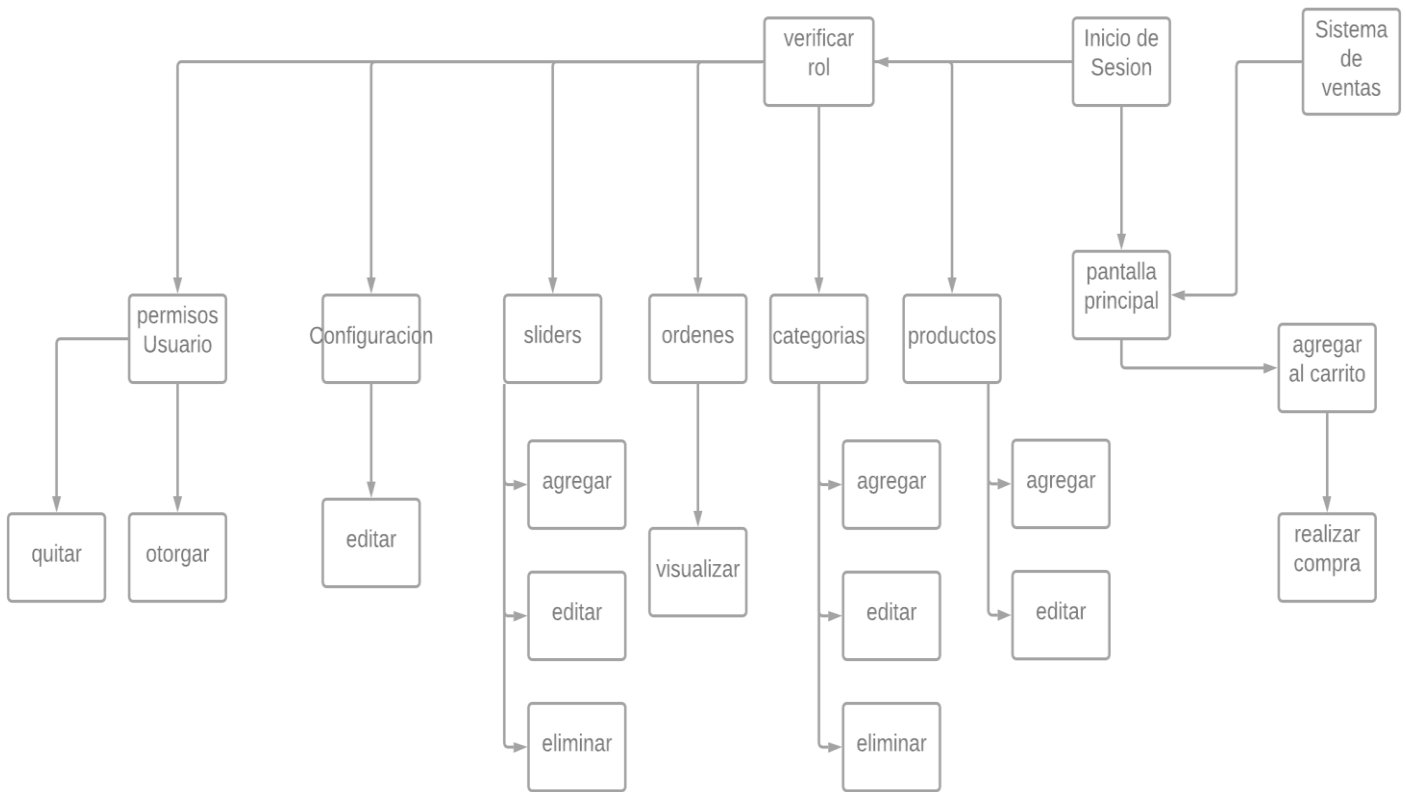 verificar
rol
Inicio de
Sesion
Sistema
de
ventas
pantalla
principal
permisos
Usuario
Configuracion
sliders
ordenes
categorias
productos
agregar
al carrito
agregar
agregar
agregar
quitar
otorgar
editar
visualizar
realizar
compra
editar
editar
editar
eliminar
eliminar